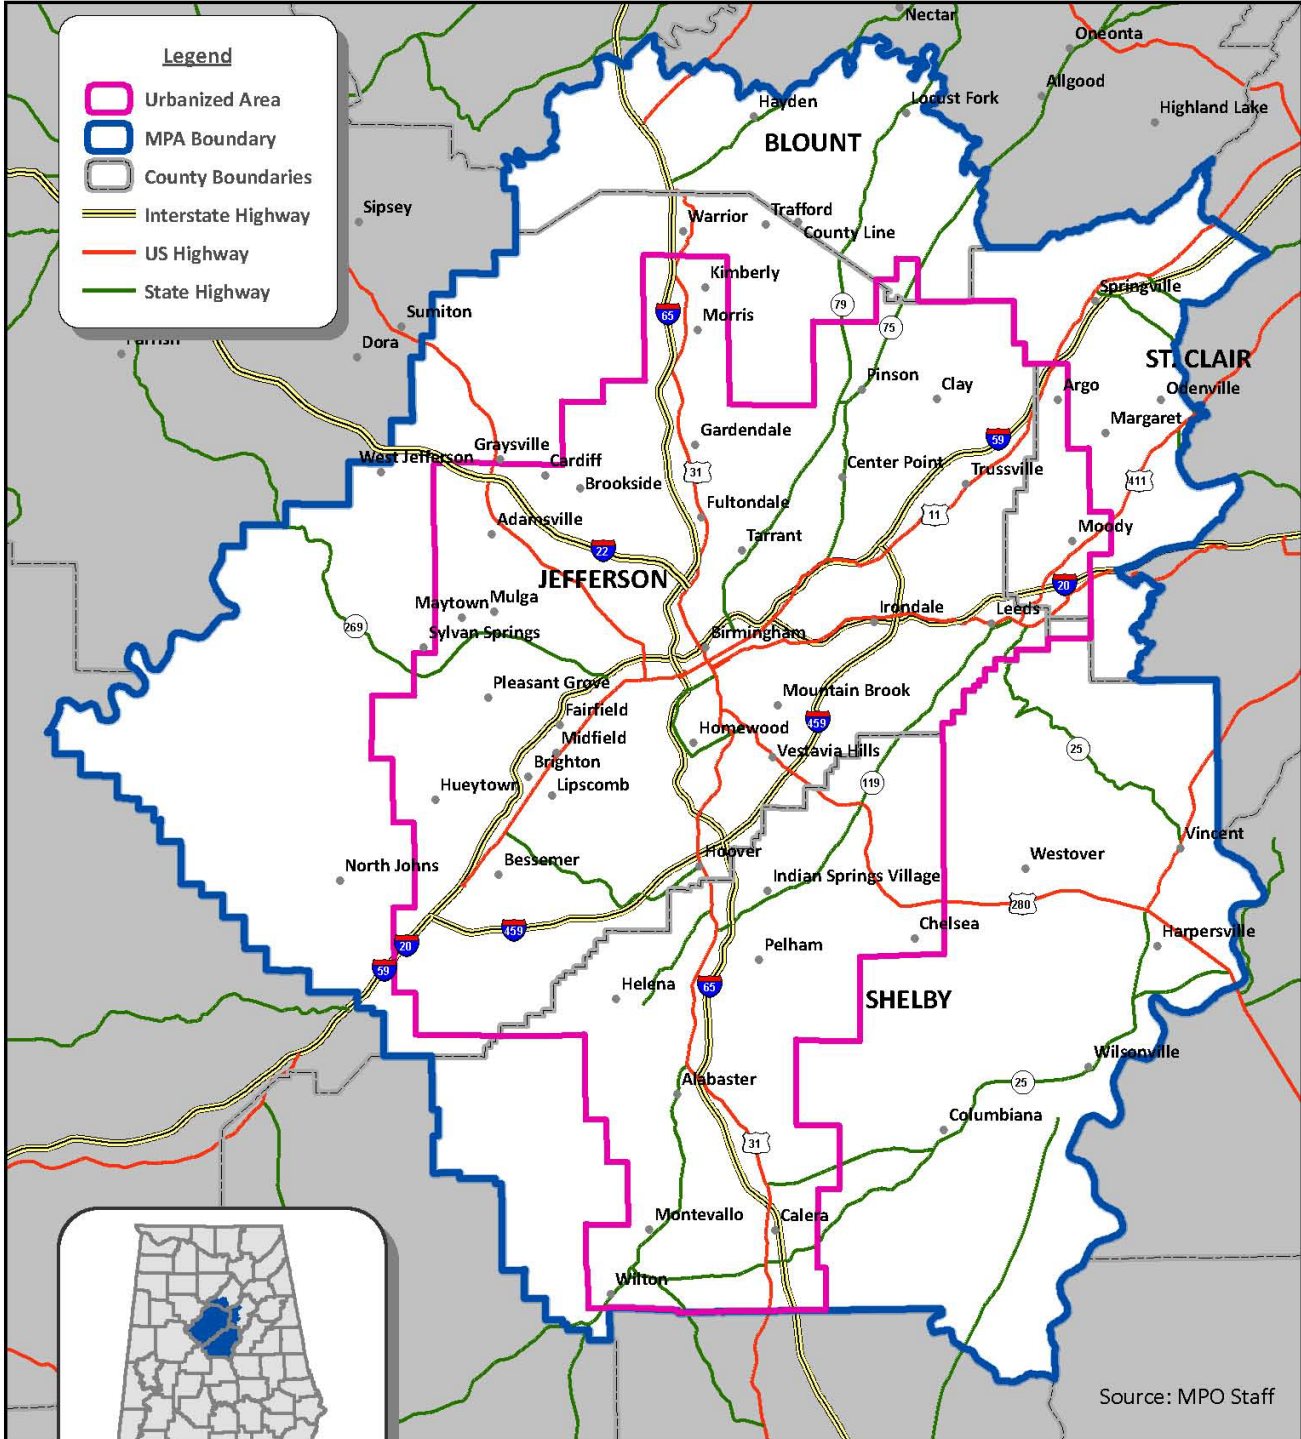 Legend
Urbanized Area
MPA Boundary
County Boundaries
Interstate Highway
US Highway
State Highway
Nectar
Oneonta
Allgood
Highland Lake
Hayden
Locust Fork
BLOUNT
Sipsey
Warrior
Trafford
County Line
Kimberly
Springville
65
Morris
79
75
Sumiton
Dora
ST. CLAIR
Pinson
Clay
Argo
Odenville
Margaret
Gardendale
59
Graysville
West Jefferson
Cardiff
Center Point
Trussville
31
Brookside
411
Fultondale
11
Adamsville
Moody
Tarrant
22
JEFFERSON
20
Maytown
Mulga
Irondale
Leeds
269
Sylvan Springs
Birmingham
Pleasant Grove
Mountain Brook
Fairfield
459
Homewood
Midfield
Vestavia Hills
25
Brighton
Hueytown
Lipscomb
119
Vincent
Hoover
Westover
Bessemer
North Johns
Indian Springs Village
280
Chelsea
459
Harpersville
20
Pelham
59
Helena
65
SHELBY
Wilsonville
Alabaster
25
Columbiana
31
Montevallo
Calera
Wilton
Source: MPO Staff